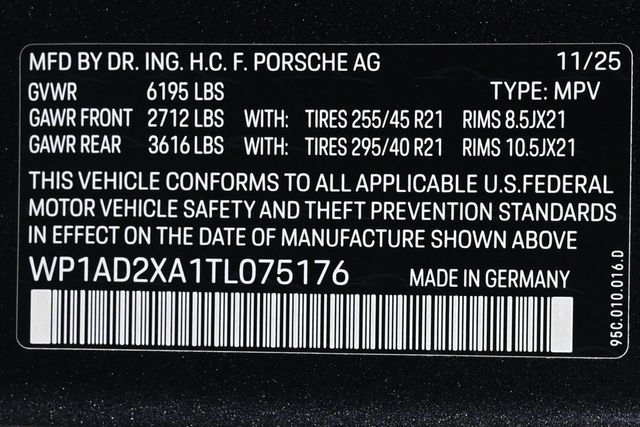 MFD BY DR. ING. H.C. F. PORSCHE AG 11/25
GVWR 6195 LBS TYPE: MPV
GAWR FRONT 2712 LBS WITH: TIRES 255/45 R21 RIMS 8.5JX21
GAWR REAR 3616 LBS WITH: TIRES 295/40 R21 RIMS 10.5JX21
THIS VEHICLE CONFORMS TO ALL APPLICABLE U.S.FEDERAL
MOTOR VEHICLE SAFETY AND THEFT PREVENTION STANDARDS
IN EFFECT ON THE DATE OF MANUFACTURE SHOWN ABOVE
WP1AD2XA1TL075176 MADE IN GERMANY
95C.010.016.D